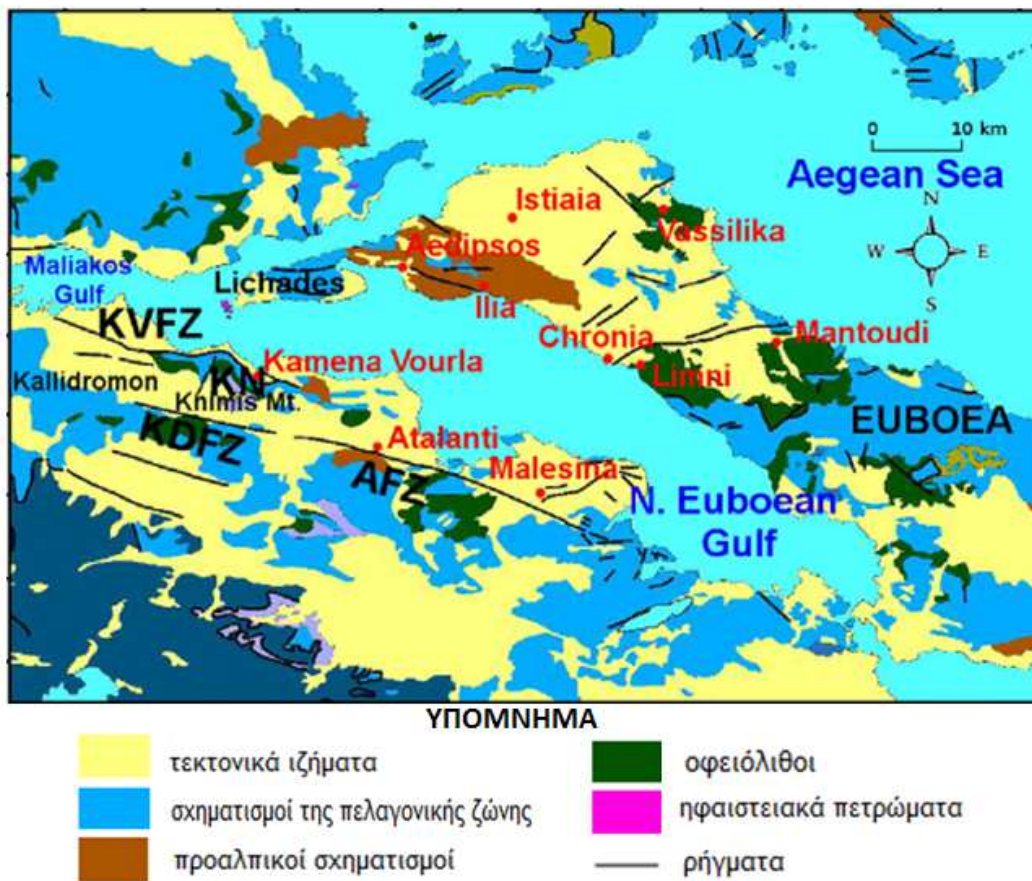 0 10 km
Aegean Sea
N
W E
S
Istiaia
Vassilika
Aedipsos
Maliakos
Gulf
Lichades
Ilia
KVFZ
Chronia
Mantoudi
Kamena Vourla
Limni
Kallidromon
KN
Knimis Mt.
EUBOEA
KDFZ
Atalanti
AFZ
Malesina
N. Euboean
Gulf
ΥΠΟΜΝΗΜΑ
τεκτονικά ιζήματα
οφειόλιθοι
σχηματισμοί της πελαγονικής ζώνης
ηφαιστειακά πετρώματα
προαλπικοί σχηματισμοί
ρήγματα